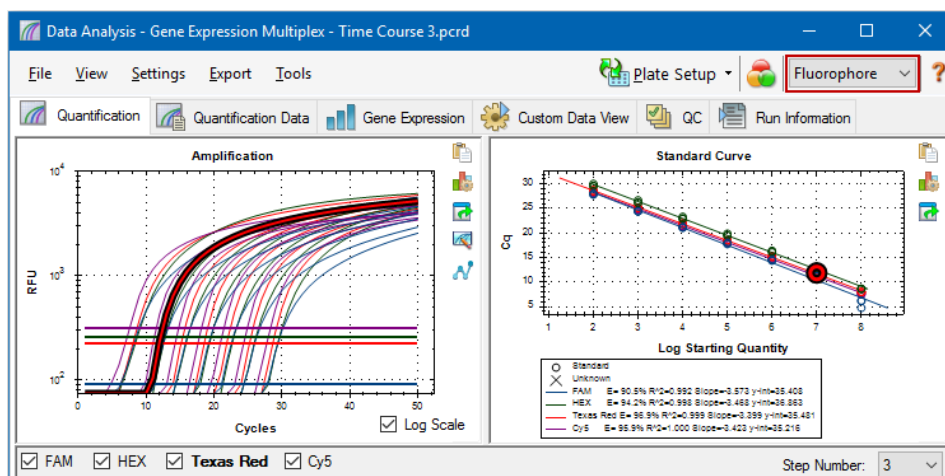 Data Analysis - Gene Expression Multiplex - Time Course 3.pcrd
File View Settings Export Tools Plate Setup Fluorophore ?
Quantification Quantification Data Gene Expression Custom Data View QC Run Information
Amplification
10^4
10^3
10^2
RFU
0 10 20 30 40 50
Cycles
Log Scale
Standard Curve
30
25
20
15
10
5
Cq
1 2 3 4 5 6 7 8
Log Starting Quantity
Standard
Unknown
FAM E= 90.5% R^2=0.992 Slope=-3.573 y-int=35.408
HEX E= 94.2% R^2=0.998 Slope=-3.468 y-int=36.863
Texas Red E= 96.9% R^2=0.999 Slope=-3.399 y-int=35.481
Cy5 E= 95.9% R^2=1.000 Slope=-3.423 y-int=35.216
FAM HEX Texas Red Cy5 Step Number: 3